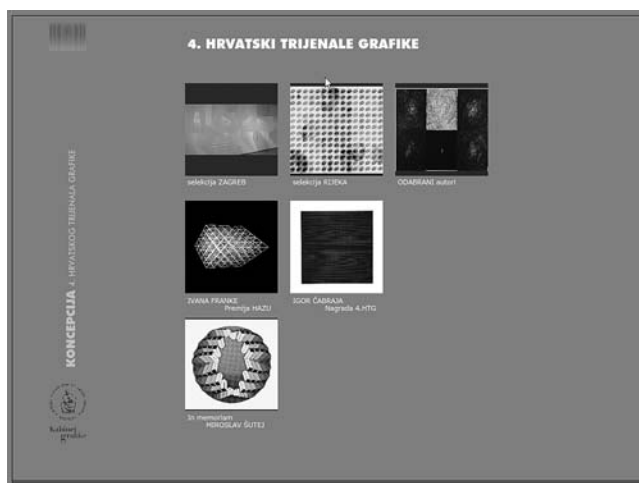 4. HRVATSKI TRIJENALE GRAFIKE
selekcija ZAGREB
selekcija RIJEKA
ODABRANI autori
IVANA FRANKE
Premija HAZU
IGOR ČABRAJA
Nagrada 4.HTG
In memoriam
MIROSLAV ŠUTEJ
KONCEPCIJA 4. HRVATSKOG TRIJENALA GRAFIKE
Kabinet
grafike